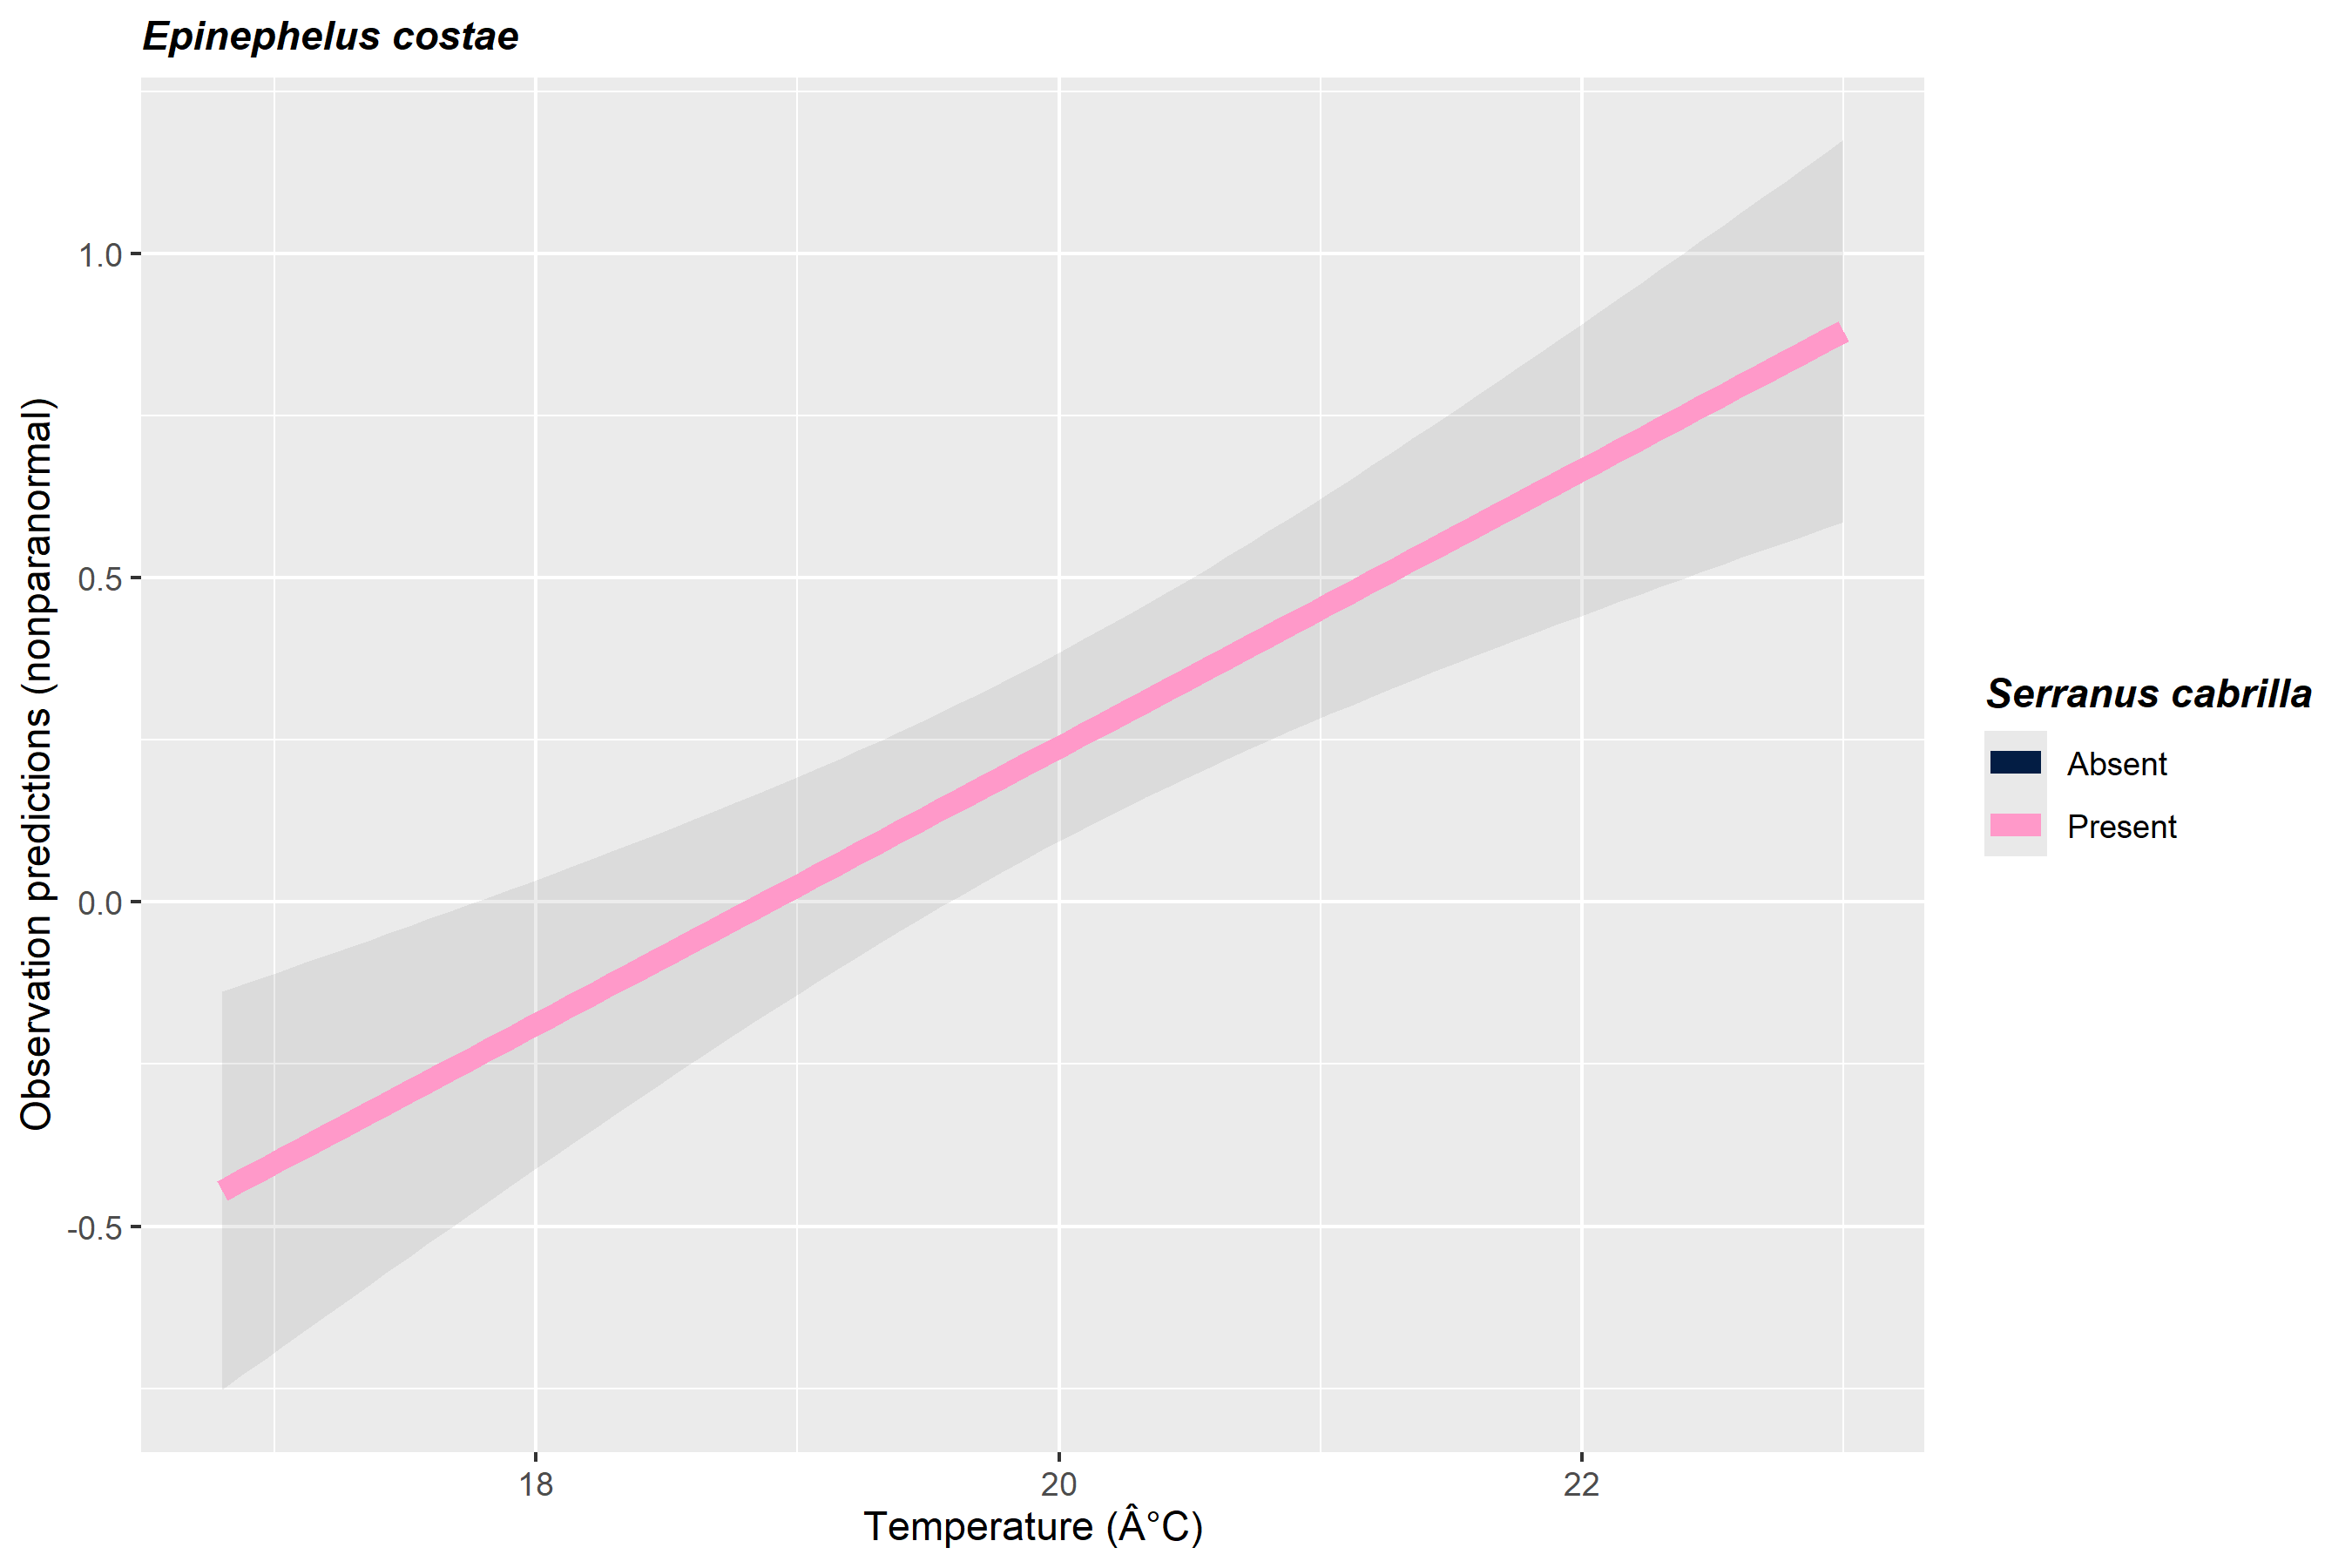 Epinephelus costae
Observation predictions (nonparanormal)
1.0
0.5
0.0
-0.5
18
20
22
Temperature (Â°C)
Serranus cabrilla
Absent
Present